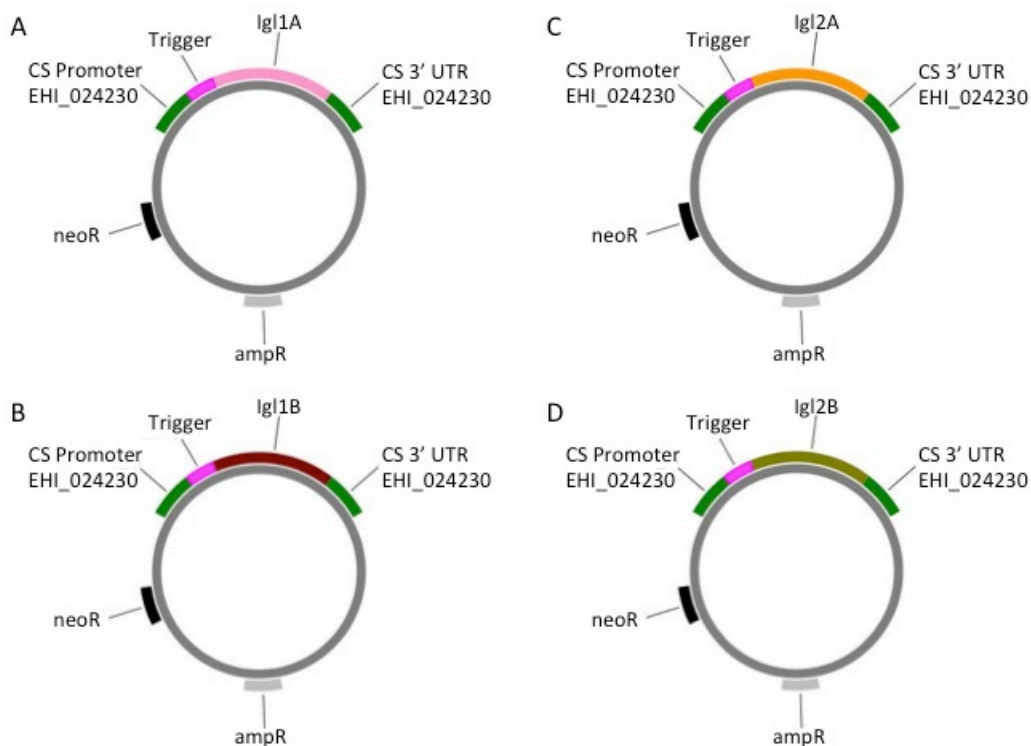 A
Igl1A
Trigger
CS Promoter
EHI_024230
CS 3' UTR
EHI_024230
neoR
ampR
C
Igl2A
Trigger
CS Promoter
EHI_024230
CS 3' UTR
EHI_024230
neoR
ampR
B
Igl1B
Trigger
CS Promoter
EHI_024230
CS 3' UTR
EHI_024230
neoR
ampR
D
Igl2B
Trigger
CS Promoter
EHI_024230
CS 3' UTR
EHI_024230
neoR
ampR